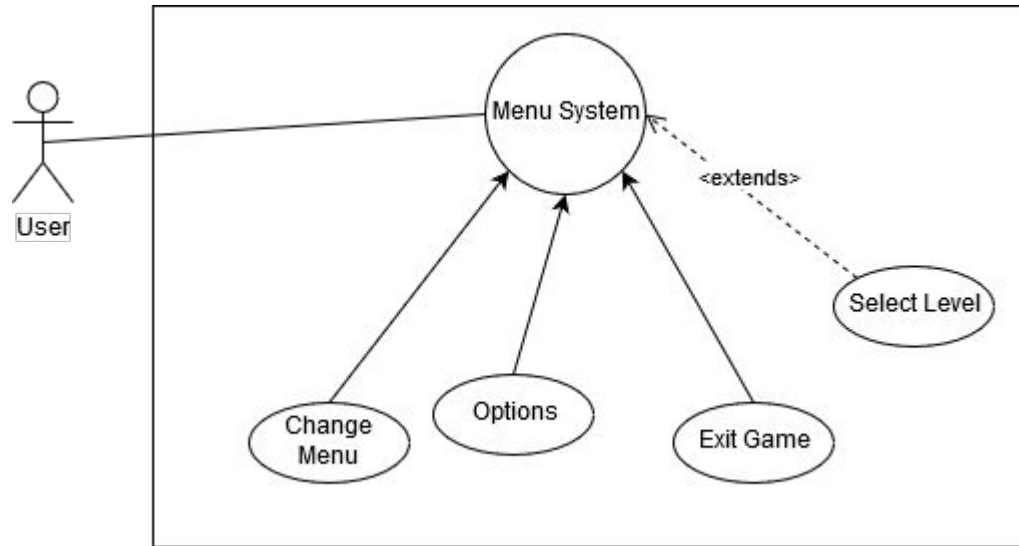 Menu System
<extends>
User
Select Level
Change
Menu
Options
Exit Game